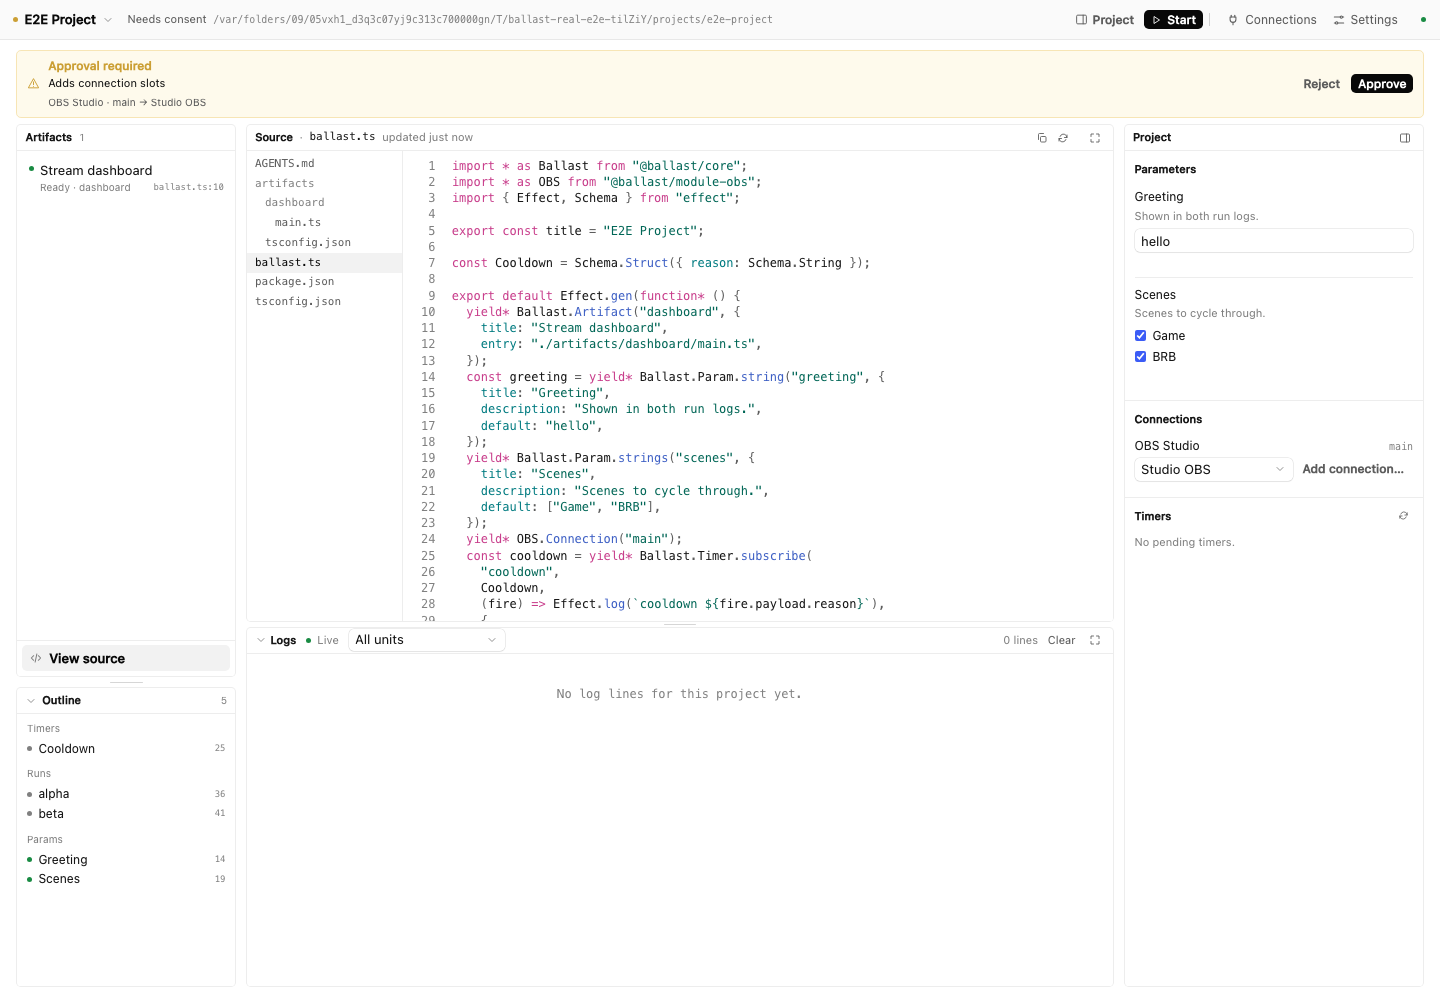 E2E Project
Needs consent /var/folders/09/05vxh1_d3q3c07yj9c313c700000gn/T/ballast-real-e2e-tilZiY/projects/e2e-project
Project
Start
Connections
Settings
Approval required
Adds connection slots
OBS Studio · main → Studio OBS
Reject
Approve
Artifacts 1
Stream dashboard
Ready · dashboard ballast.ts:10
View source
Outline 5
Timers
Cooldown 25
Runs
alpha 36
beta 41
Params
Greeting 14
Scenes 19
Source · ballast.ts updated just now
AGENTS.md
artifacts
dashboard
main.ts
tsconfig.json
ballast.ts
package.json
tsconfig.json
1 import * as Ballast from "@ballast/core";
2 import * as OBS from "@ballast/module-obs";
3 import { Effect, Schema } from "effect";
4
5 export const title = "E2E Project";
6
7 const Cooldown = Schema.Struct({ reason: Schema.String });
8
9 export default Effect.gen(function* () {
10 yield* Ballast.Artifact("dashboard", {
11 title: "Stream dashboard",
12 entry: "./artifacts/dashboard/main.ts",
13 });
14 const greeting = yield* Ballast.Param.string("greeting", {
15 title: "Greeting",
16 description: "Shown in both run logs.",
17 default: "hello",
18 });
19 yield* Ballast.Param.strings("scenes", {
20 title: "Scenes",
21 description: "Scenes to cycle through.",
22 default: ["Game", "BRB"],
23 });
24 yield* OBS.Connection("main");
25 const cooldown = yield* Ballast.Timer.subscribe(
26 "cooldown",
27 Cooldown,
28 (fire) => Effect.log(`cooldown ${fire.payload.reason}`),
29 {
Logs Live All units 0 lines Clear
No log lines for this project yet.
Project
Parameters
Greeting
Shown in both run logs.
hello
Scenes
Scenes to cycle through.
Game
BRB
Connections
OBS Studio main
Studio OBS Add connection...
Timers
No pending timers.